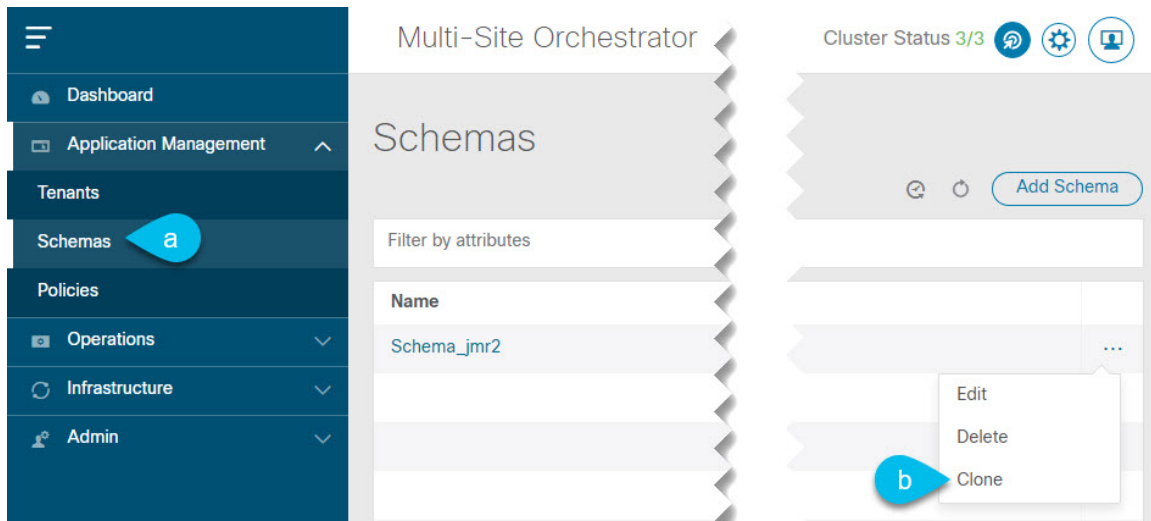 Multi-Site Orchestrator
Cluster Status 3/3
Dashboard
Application Management
Tenants
Schemas
a
Policies
Operations
Infrastructure
Admin
Schemas
Add Schema
Filter by attributes
Name
Schema_jmr2
...
Edit
Delete
b
Clone